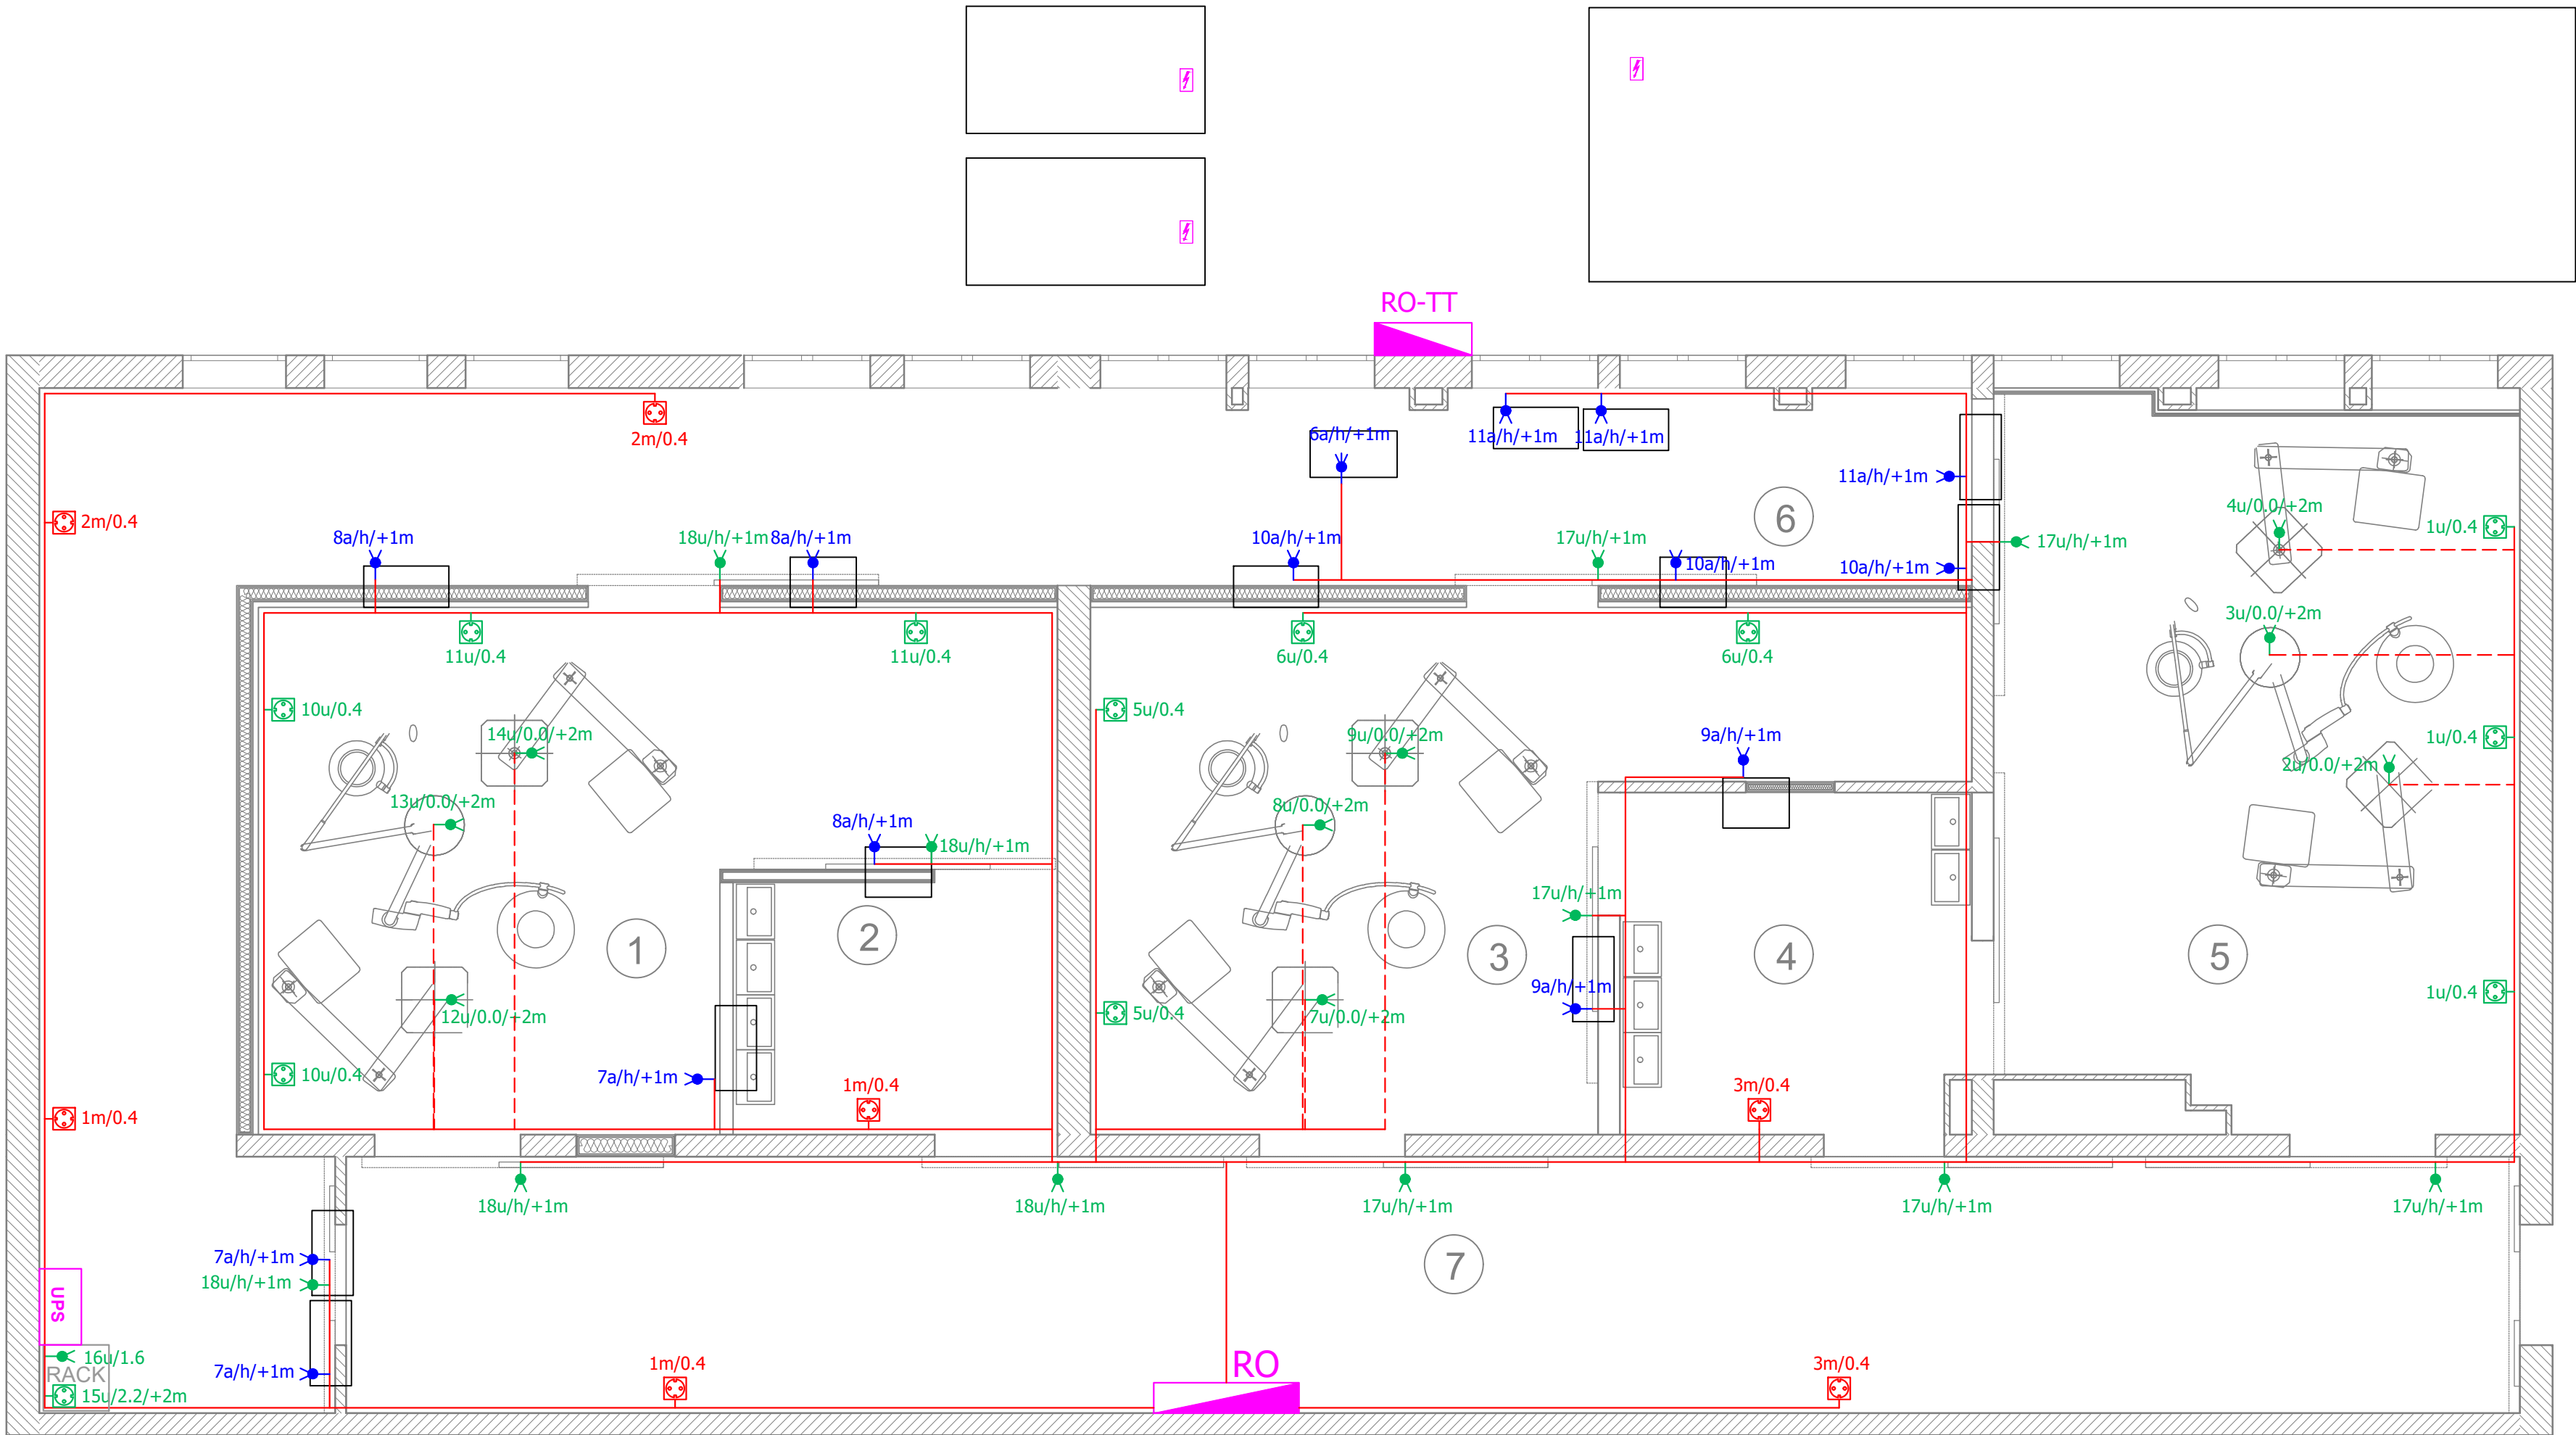 RO-TT
2m/0.4
6a/h/+1m
11a/h/+1m
11a/h/+1m
11a/h/+1m
6
4u/0.0/+2m
2m/0.4
1u/0.4
8a/h/+1m
18u/h/+1m
8a/h/+1m
10a/h/+1m
17u/h/+1m
10a/h/+1m
10a/h/+1m
17u/h/+1m
3u/0.0/+2m
11u/0.4
11u/0.4
6u/0.4
6u/0.4
10u/0.4
5u/0.4
14u/0.0/+2m
9u/0.0/+2m
9a/h/+1m
1u/0.4
2u/0.0/+2m
13u/0.0/+2m
8u/0.0/+2m
8a/h/+1m
18u/h/+1m
17u/h/+1m
1
2
3
4
5
9a/h/+1m
1u/0.4
12u/0.0/+2m
5u/0.4
7u/0.0/+2m
10u/0.4
7a/h/+1m
1m/0.4
3m/0.4
1m/0.4
18u/h/+1m
18u/h/+1m
17u/h/+1m
17u/h/+1m
17u/h/+1m
7a/h/+1m
18u/h/+1m
7
UPS
16u/1.6
RACK
7a/h/+1m
15u/2.2/+2m
1m/0.4
RO
3m/0.4